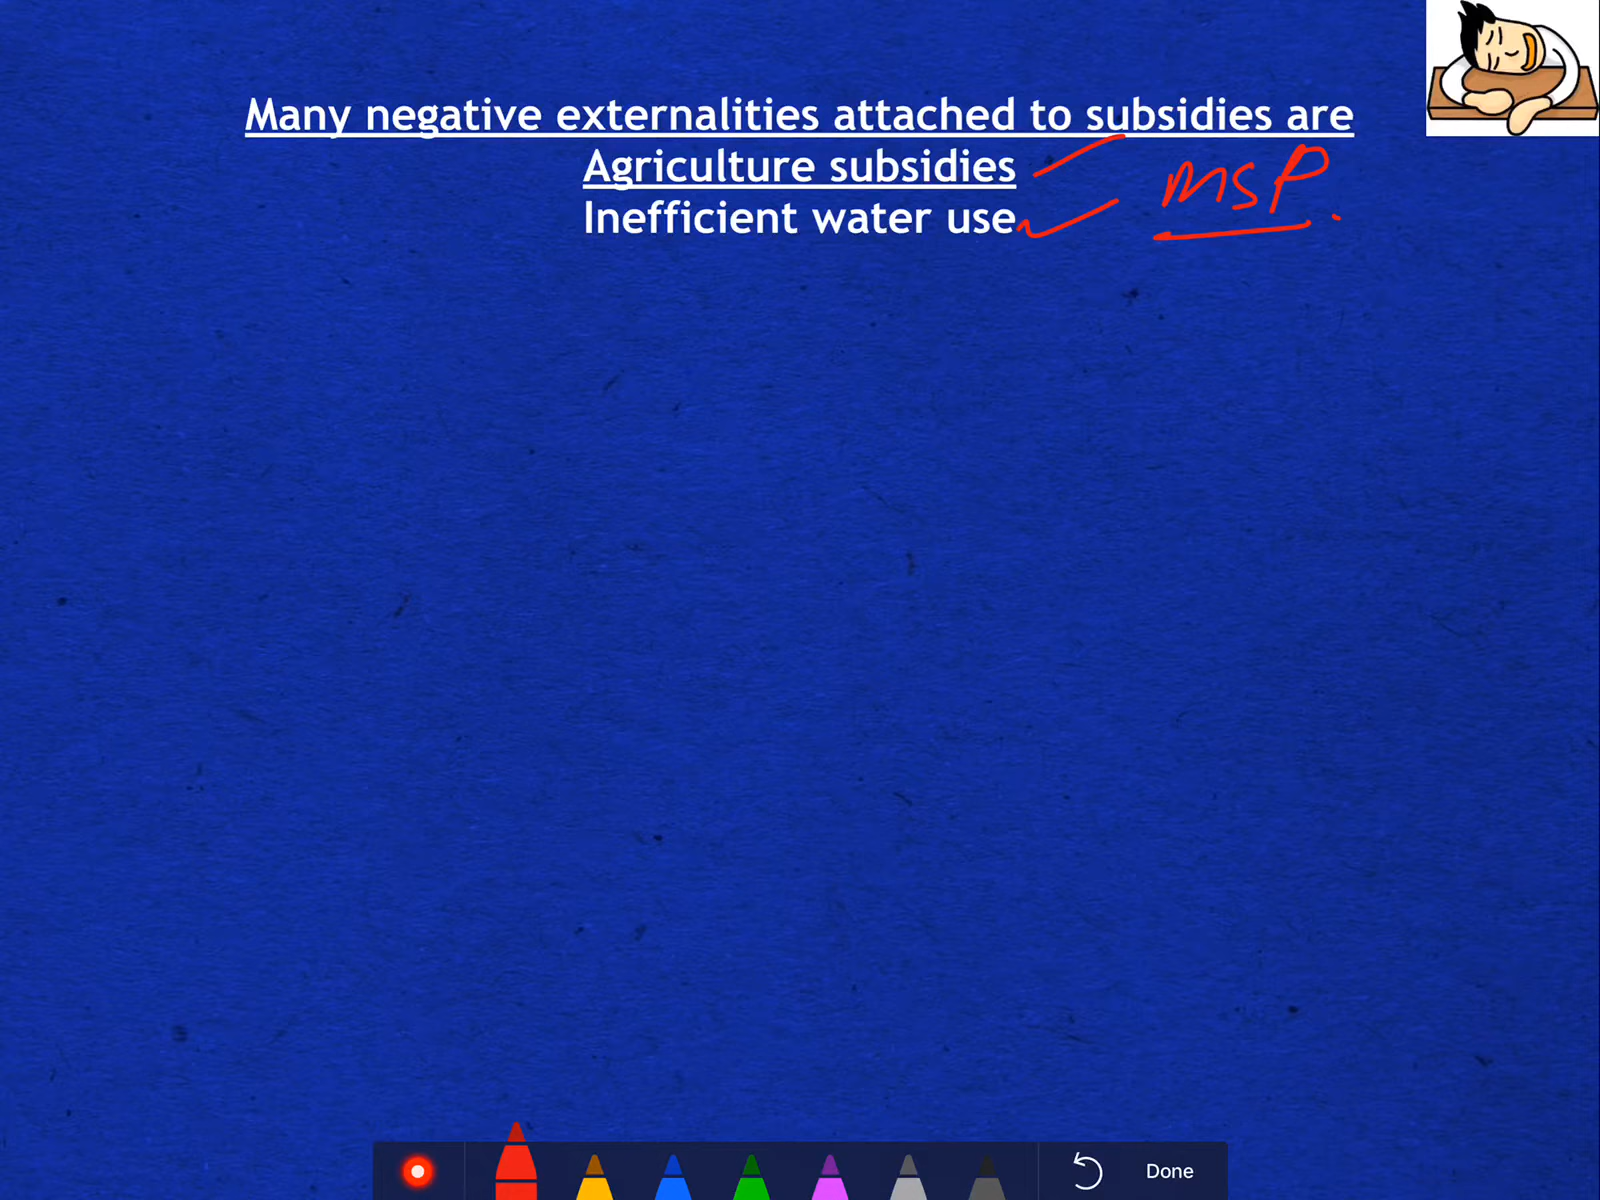 Many negative externalities attached to subsidies are
Agriculture subsidies
Inefficient water use
MSP.
Done